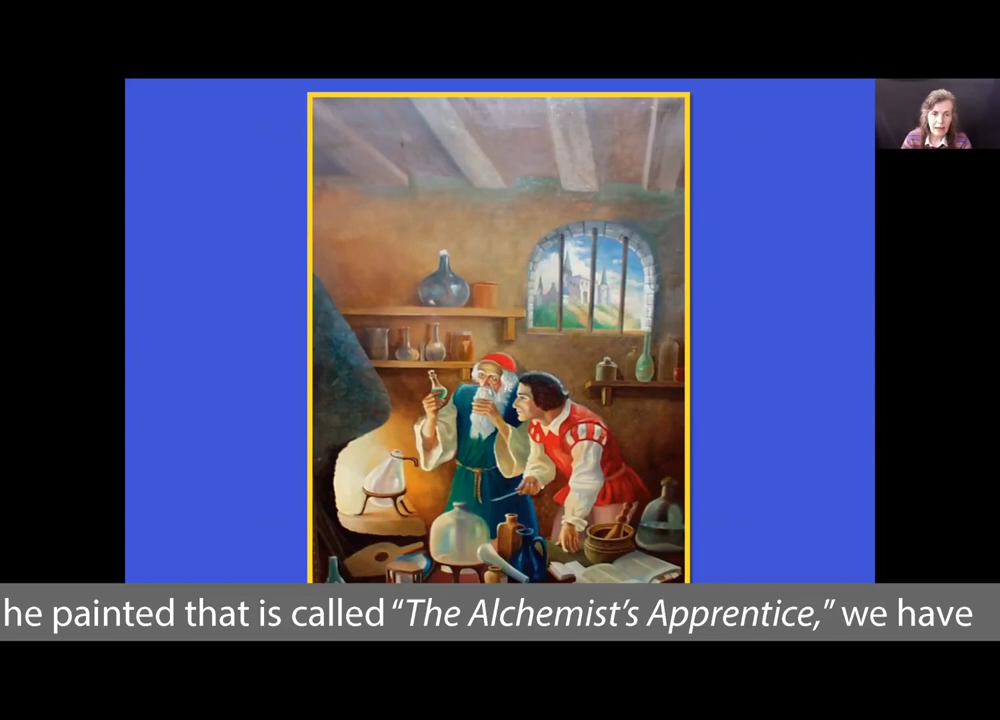 he painted that is called “The Alchemist’s Apprentice,” we have